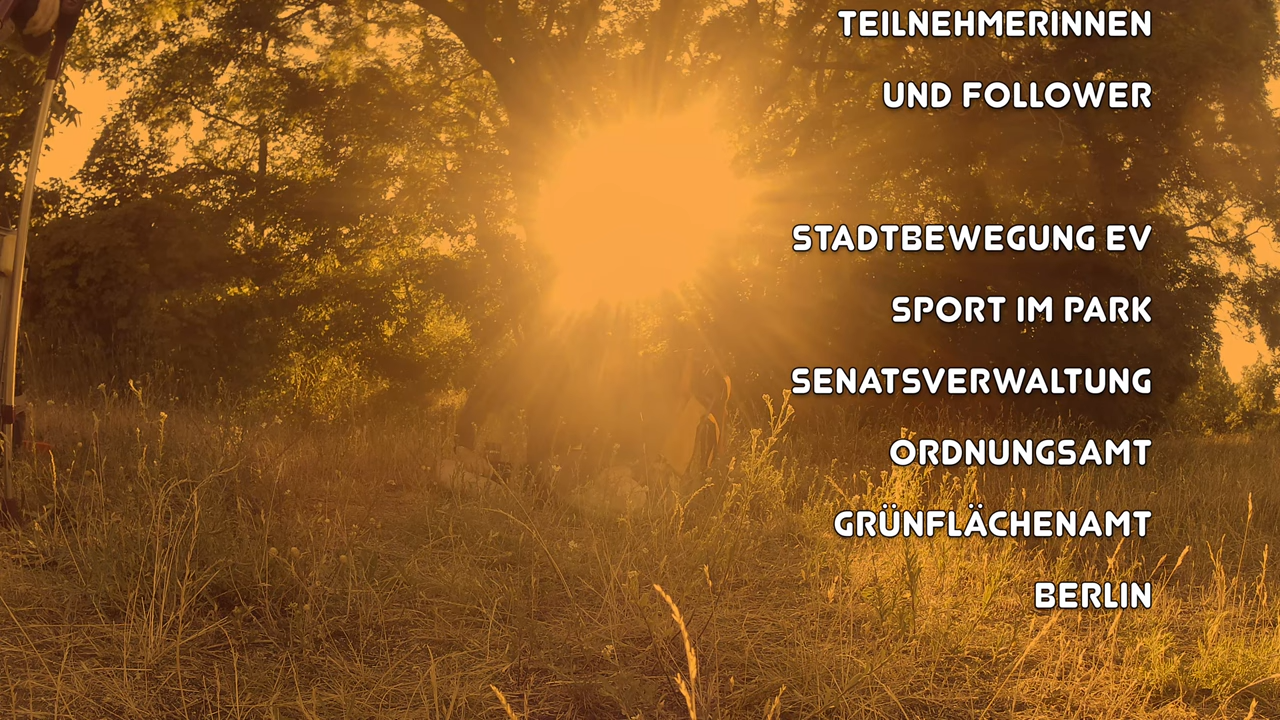 TEILNEHMERINNEN
UND FOLLOWER
STADTBEWEGUNG EV
SPORT IM PARK
SENATSVERWALTUNG
ORDNUNGSAMT
GRÜNFLÄCHENAMT
BERLIN